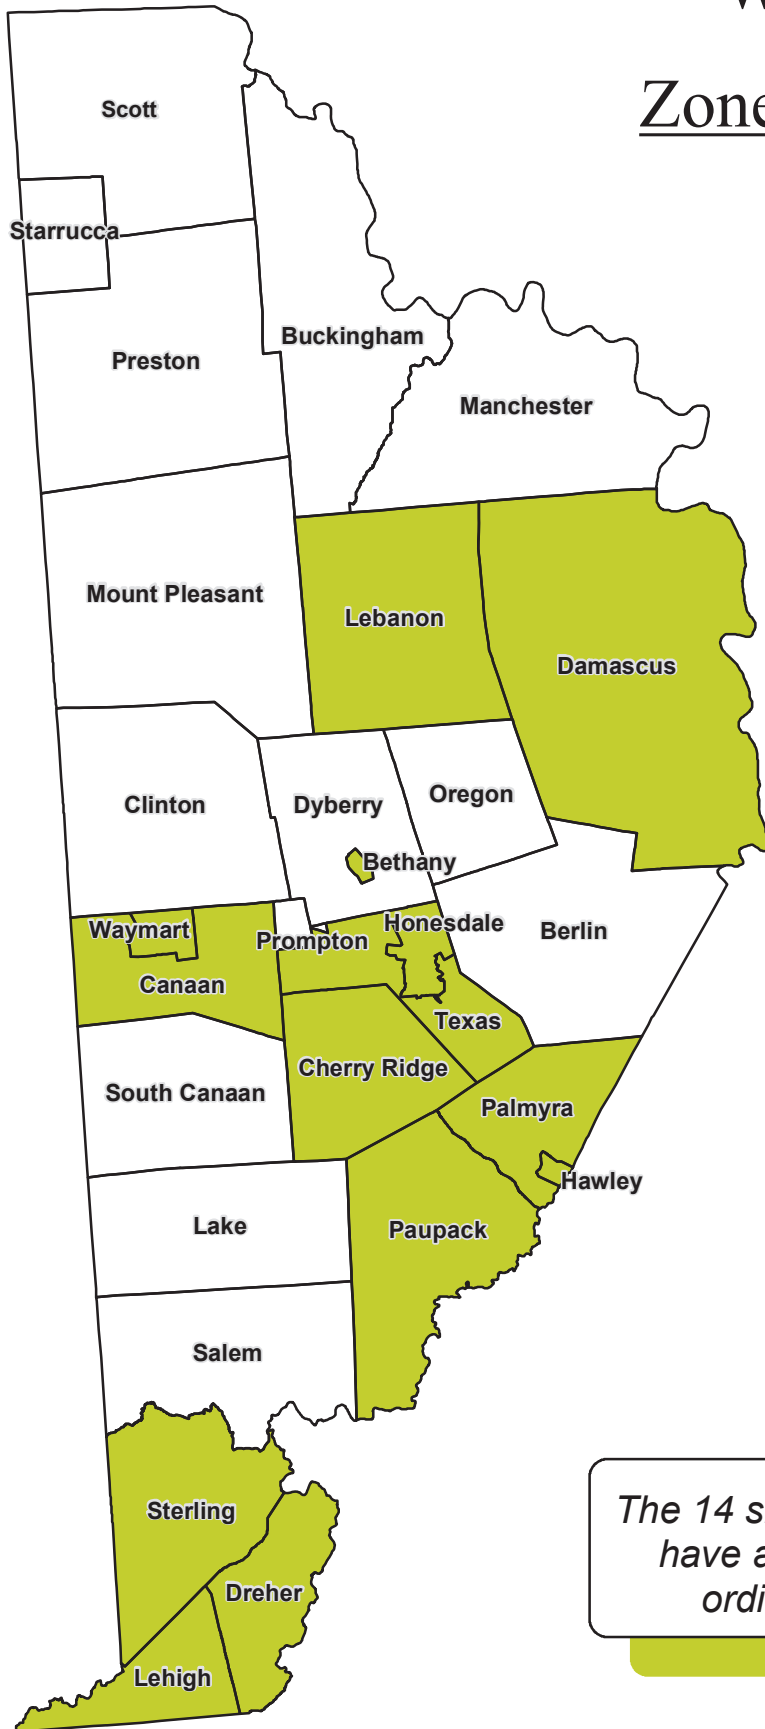 Zone
Scott
Starrucca
Buckingham
Preston
Manchester
Mount Pleasant
Lebanon
Damascus
Clinton
Dyberry
Oregon
Bethany
Waymart
Prompton
Honesdale
Berlin
Canaan
Texas
Cherry Ridge
South Canaan
Palmyra
Hawley
Lake
Paupack
Salem
Sterling
Dreher
Lehigh
The 14 s
have a
ordi